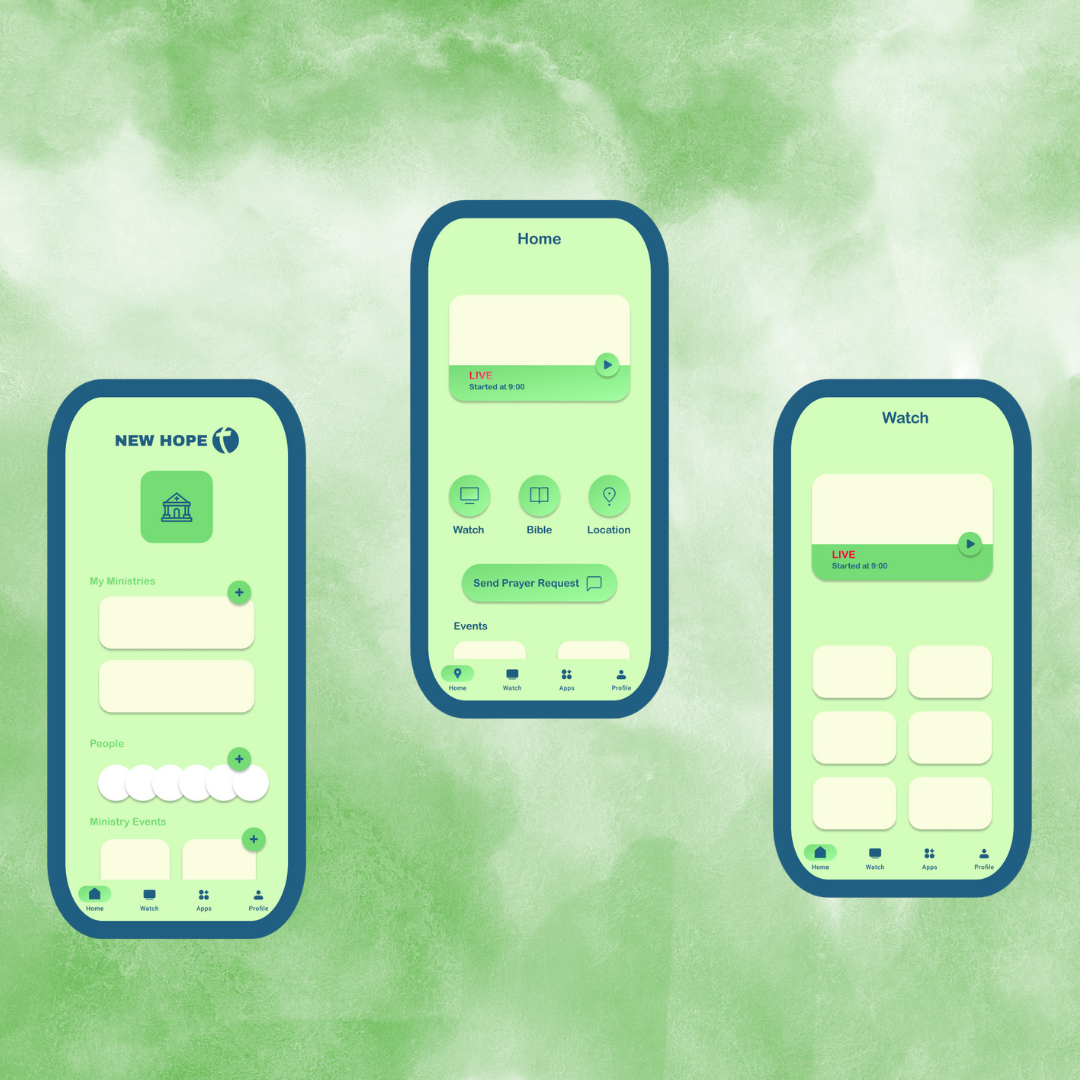 NEW HOPE
My Ministries
People
Ministry Events
Home Watch Apps Profile
Home
LIVE
Started at 9:00
Watch Bible Location
Send Prayer Request
Events
Home Watch Apps Profile
Watch
LIVE
Started at 9:00
Home Watch Apps Profile